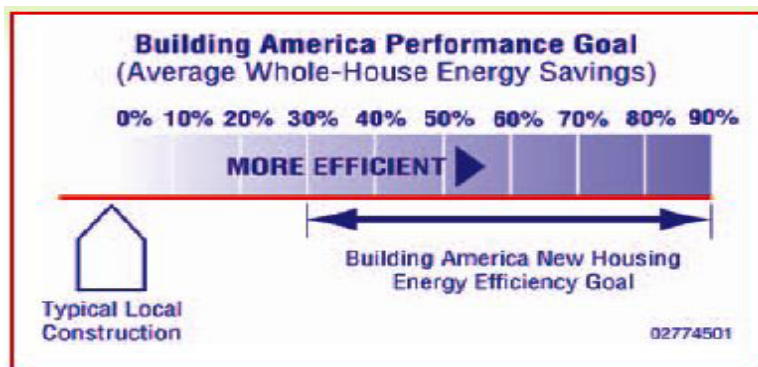 Building America Performance Goal
(Average Whole-House Energy Savings)
0% 10% 20% 30% 40% 50% 60% 70% 80% 90%
MORE EFFICIENT
Building America New Housing
Energy Efficiency Goal
Typical Local
Construction
02774501